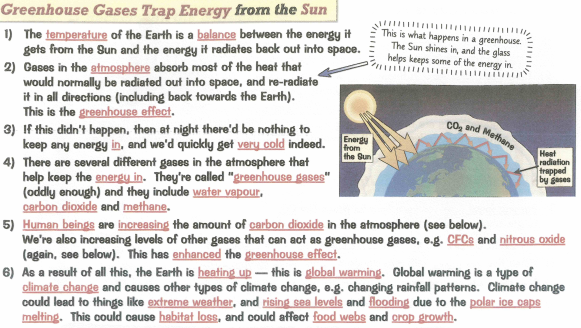 Greenhouse Gases Trap Energy from the Sun
1) The temperature of the Earth is a balance between the energy it
gets from the Sun and the energy it radiates back out into space.
2) Gases in the atmosphere absorb most of the heat that
would normally be radiated out into space, and re-radiate
it in all directions (including back towards the Earth).
This is the greenhouse effect.
This is what happens in a greenhouse.
The Sun shines in, and the glass
helps keeps some of the energy in.
3) If this didn't happen, then at night there'd be nothing to
keep any energy in, and we'd quickly get very cold indeed.
4) There are several different gases in the atmosphere that
help keep the energy in. They're called "greenhouse gases"
(oddly enough) and they include water vapour,
carbon dioxide and methane.
CO₂ and Methane
Energy
from the
Sun
Heat
radiation
trapped
by gases
5) Human beings are increasing the amount of carbon dioxide in the atmosphere (see below).
We're also increasing levels of other gases that can act as greenhouse gases, e.g. CFCs and nitrous oxide
(again, see below). This has enhanced the greenhouse effect.
6) As a result of all this, the Earth is heating up — this is global warming. Global warming is a type of
climate change and causes other types of climate change, e.g. changing rainfall patterns. Climate change
could lead to things like extreme weather, and rising sea levels and flooding due to the polar ice caps
melting. This could cause habitat loss, and could affect food webs and crop growth.